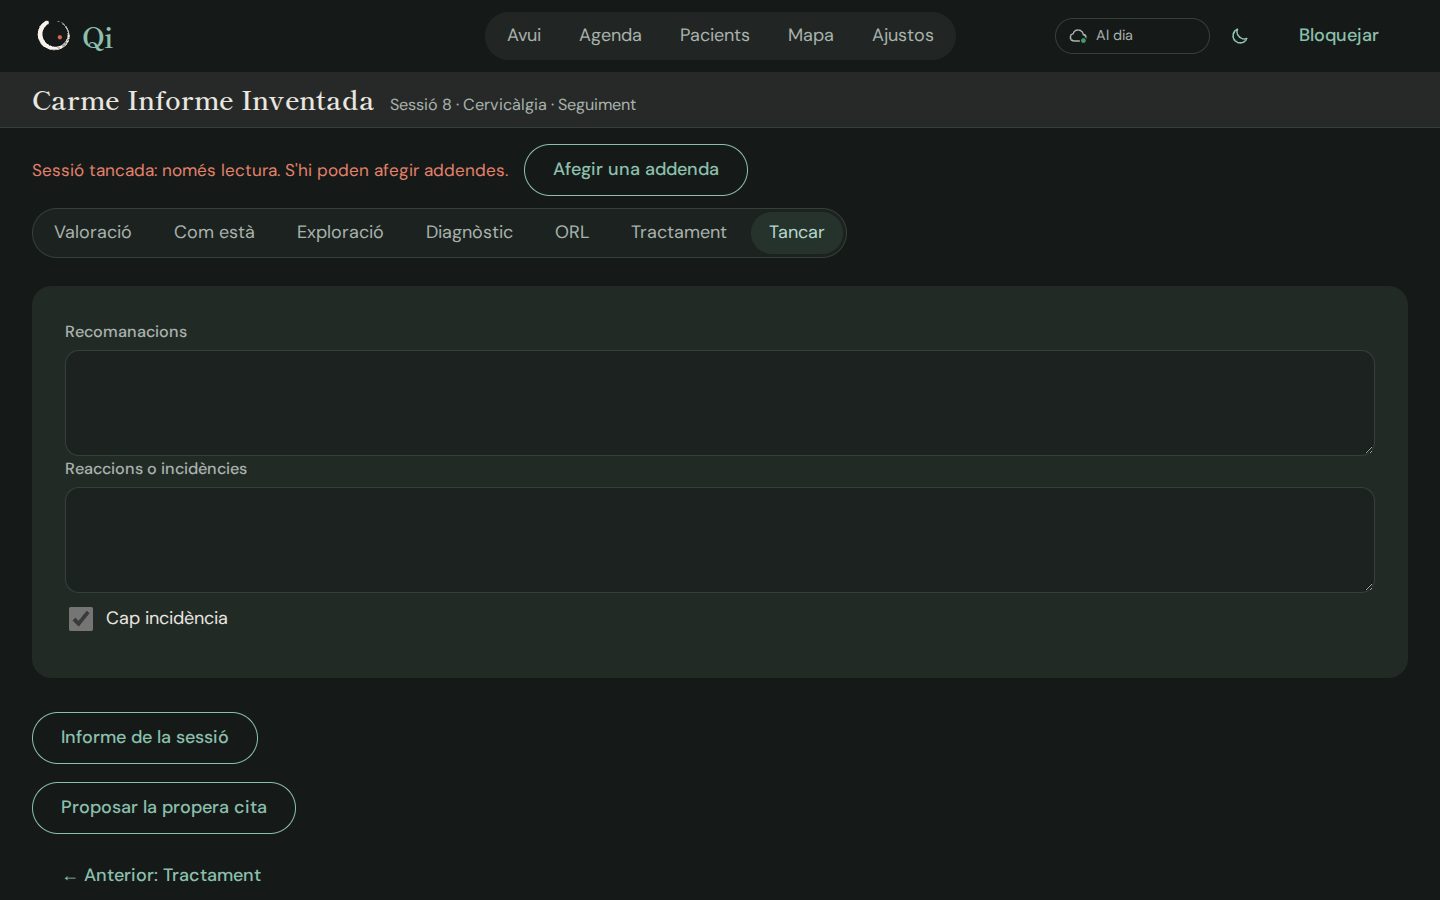 Qi
Avui
Agenda
Pacients
Mapa
Ajustos
Al dia
Bloquejar
Carme Informe Inventada
Sessió 8 · Cervicàlgia · Seguiment
Sessió tancada: només lectura. S'hi poden afegir addendes.
Afegir una addenda
Valoració
Com està
Exploració
Diagnòstic
ORL
Tractament
Tancar
Recomanacions
Reaccions o incidències
Cap incidència
Informe de la sessió
Proposar la propera cita
← Anterior: Tractament